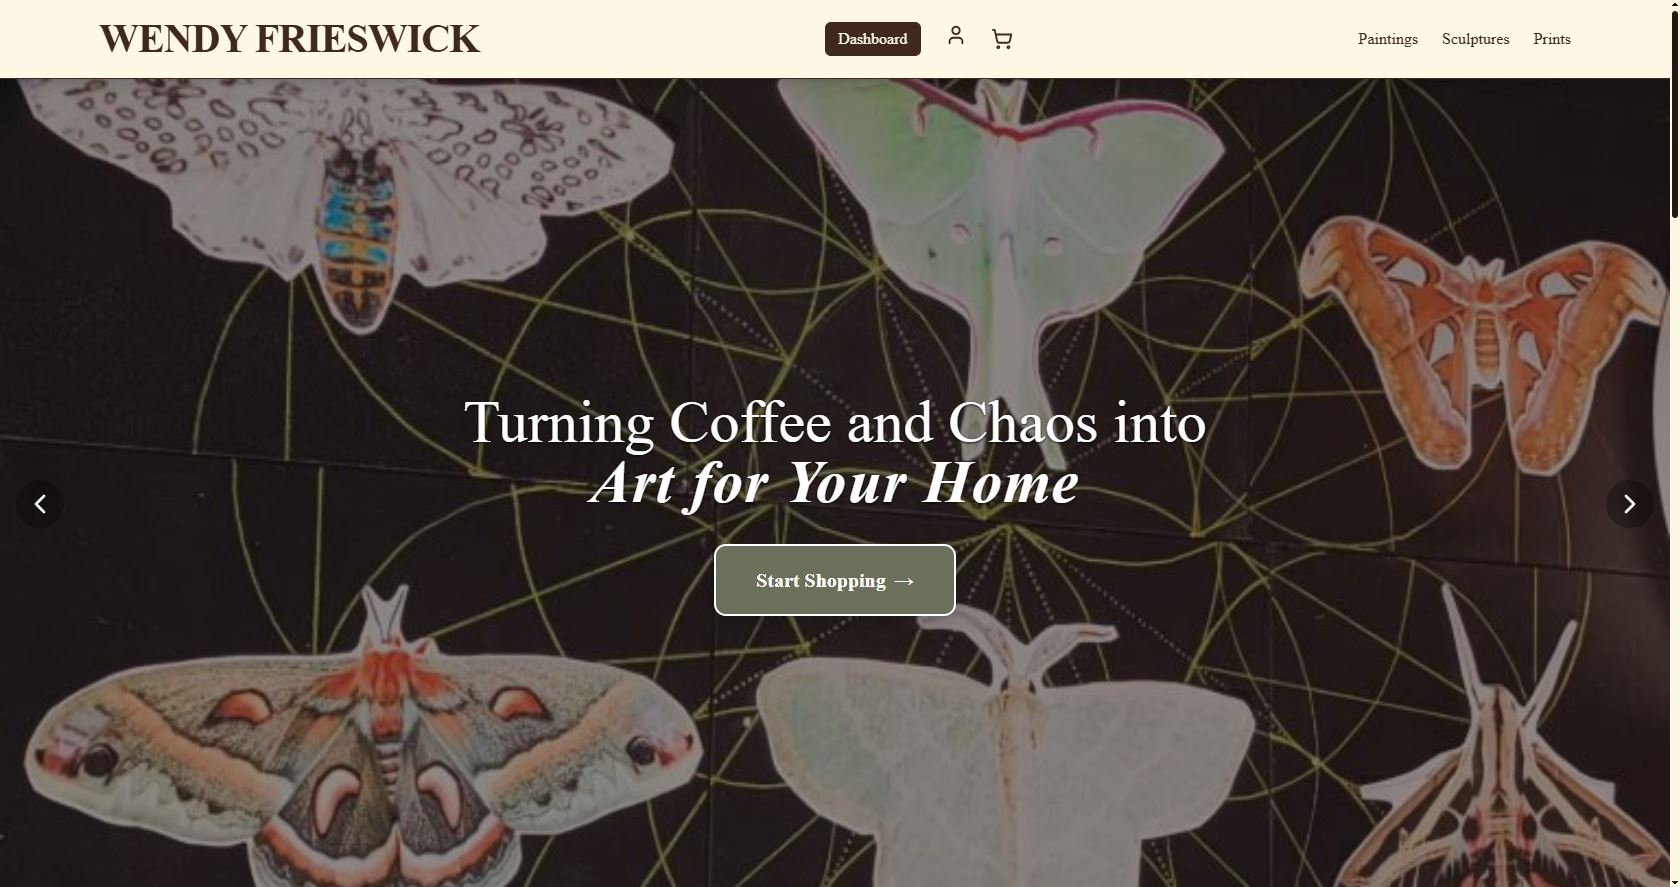 WENDY FRIESWICK
Dashboard
Paintings Sculptures Prints
Turning Coffee and Chaos into
Art for Your Home
Start Shopping →